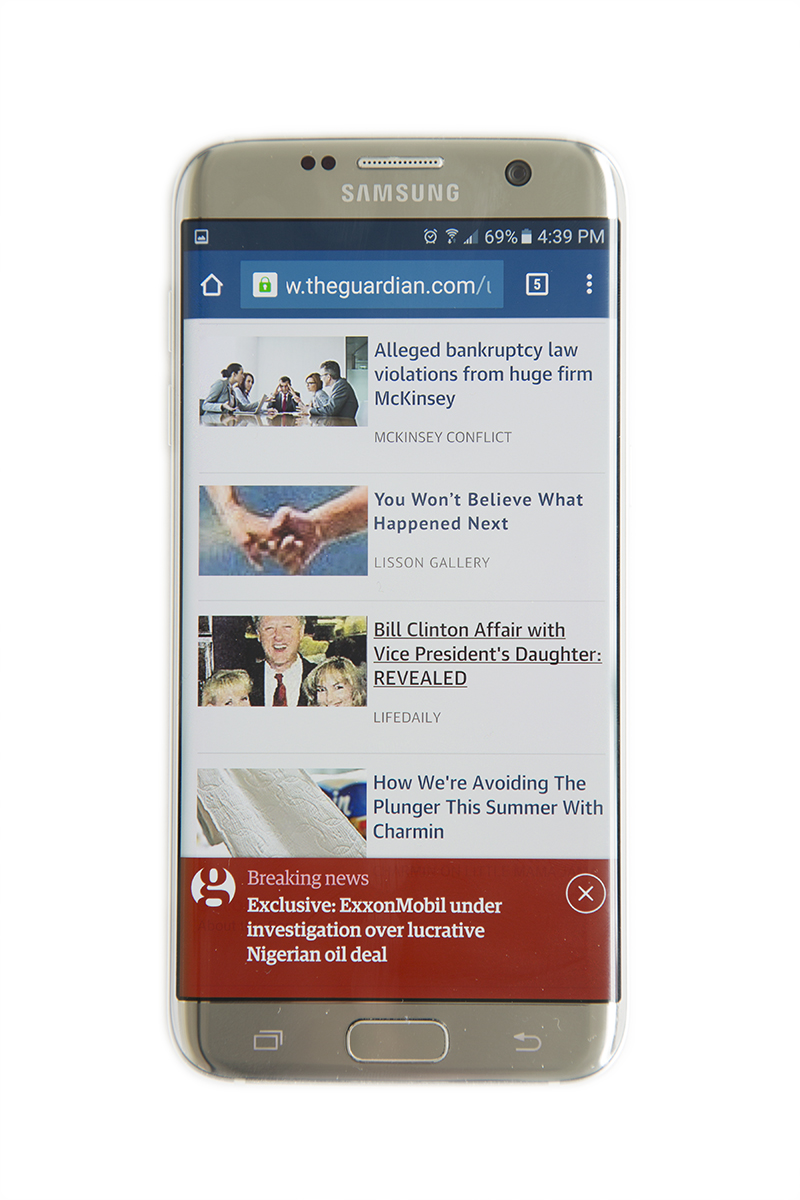 SAMSUNG
69% 4:39 PM
w.theguardian.com/u
5
Alleged bankruptcy law
violations from huge firm
McKinsey
MCKINSEY CONFLICT
You Won't Believe What
Happened Next
LISSON GALLERY
Bill Clinton Affair with
Vice President's Daughter:
REVEALED
LIFEDAILY
How We're Avoiding The
Plunger This Summer With
Charmin
g
Breaking news
Exclusive: ExxonMobil under
investigation over lucrative
Nigerian oil deal